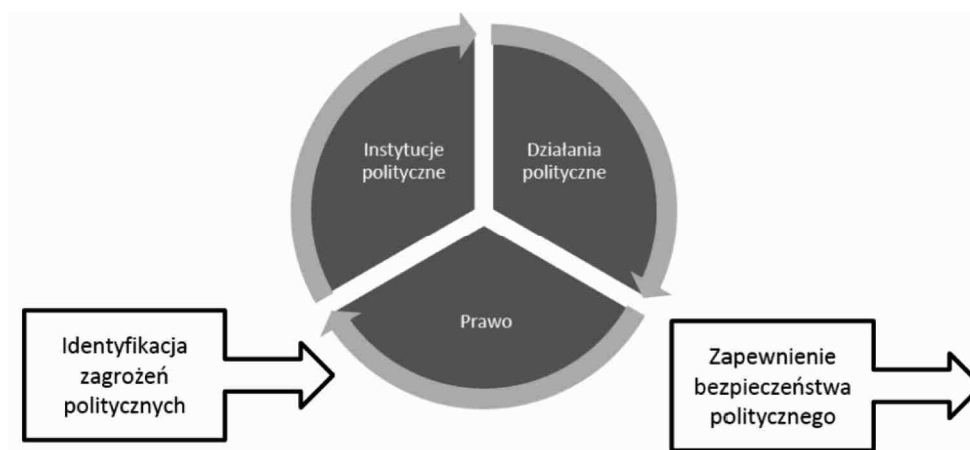 Instytucje
polityczne
Działania
polityczne
Prawo
Identyfikacja
zagrożeń
politycznych
Zapewnienie
bezpieczeństwa
politycznego